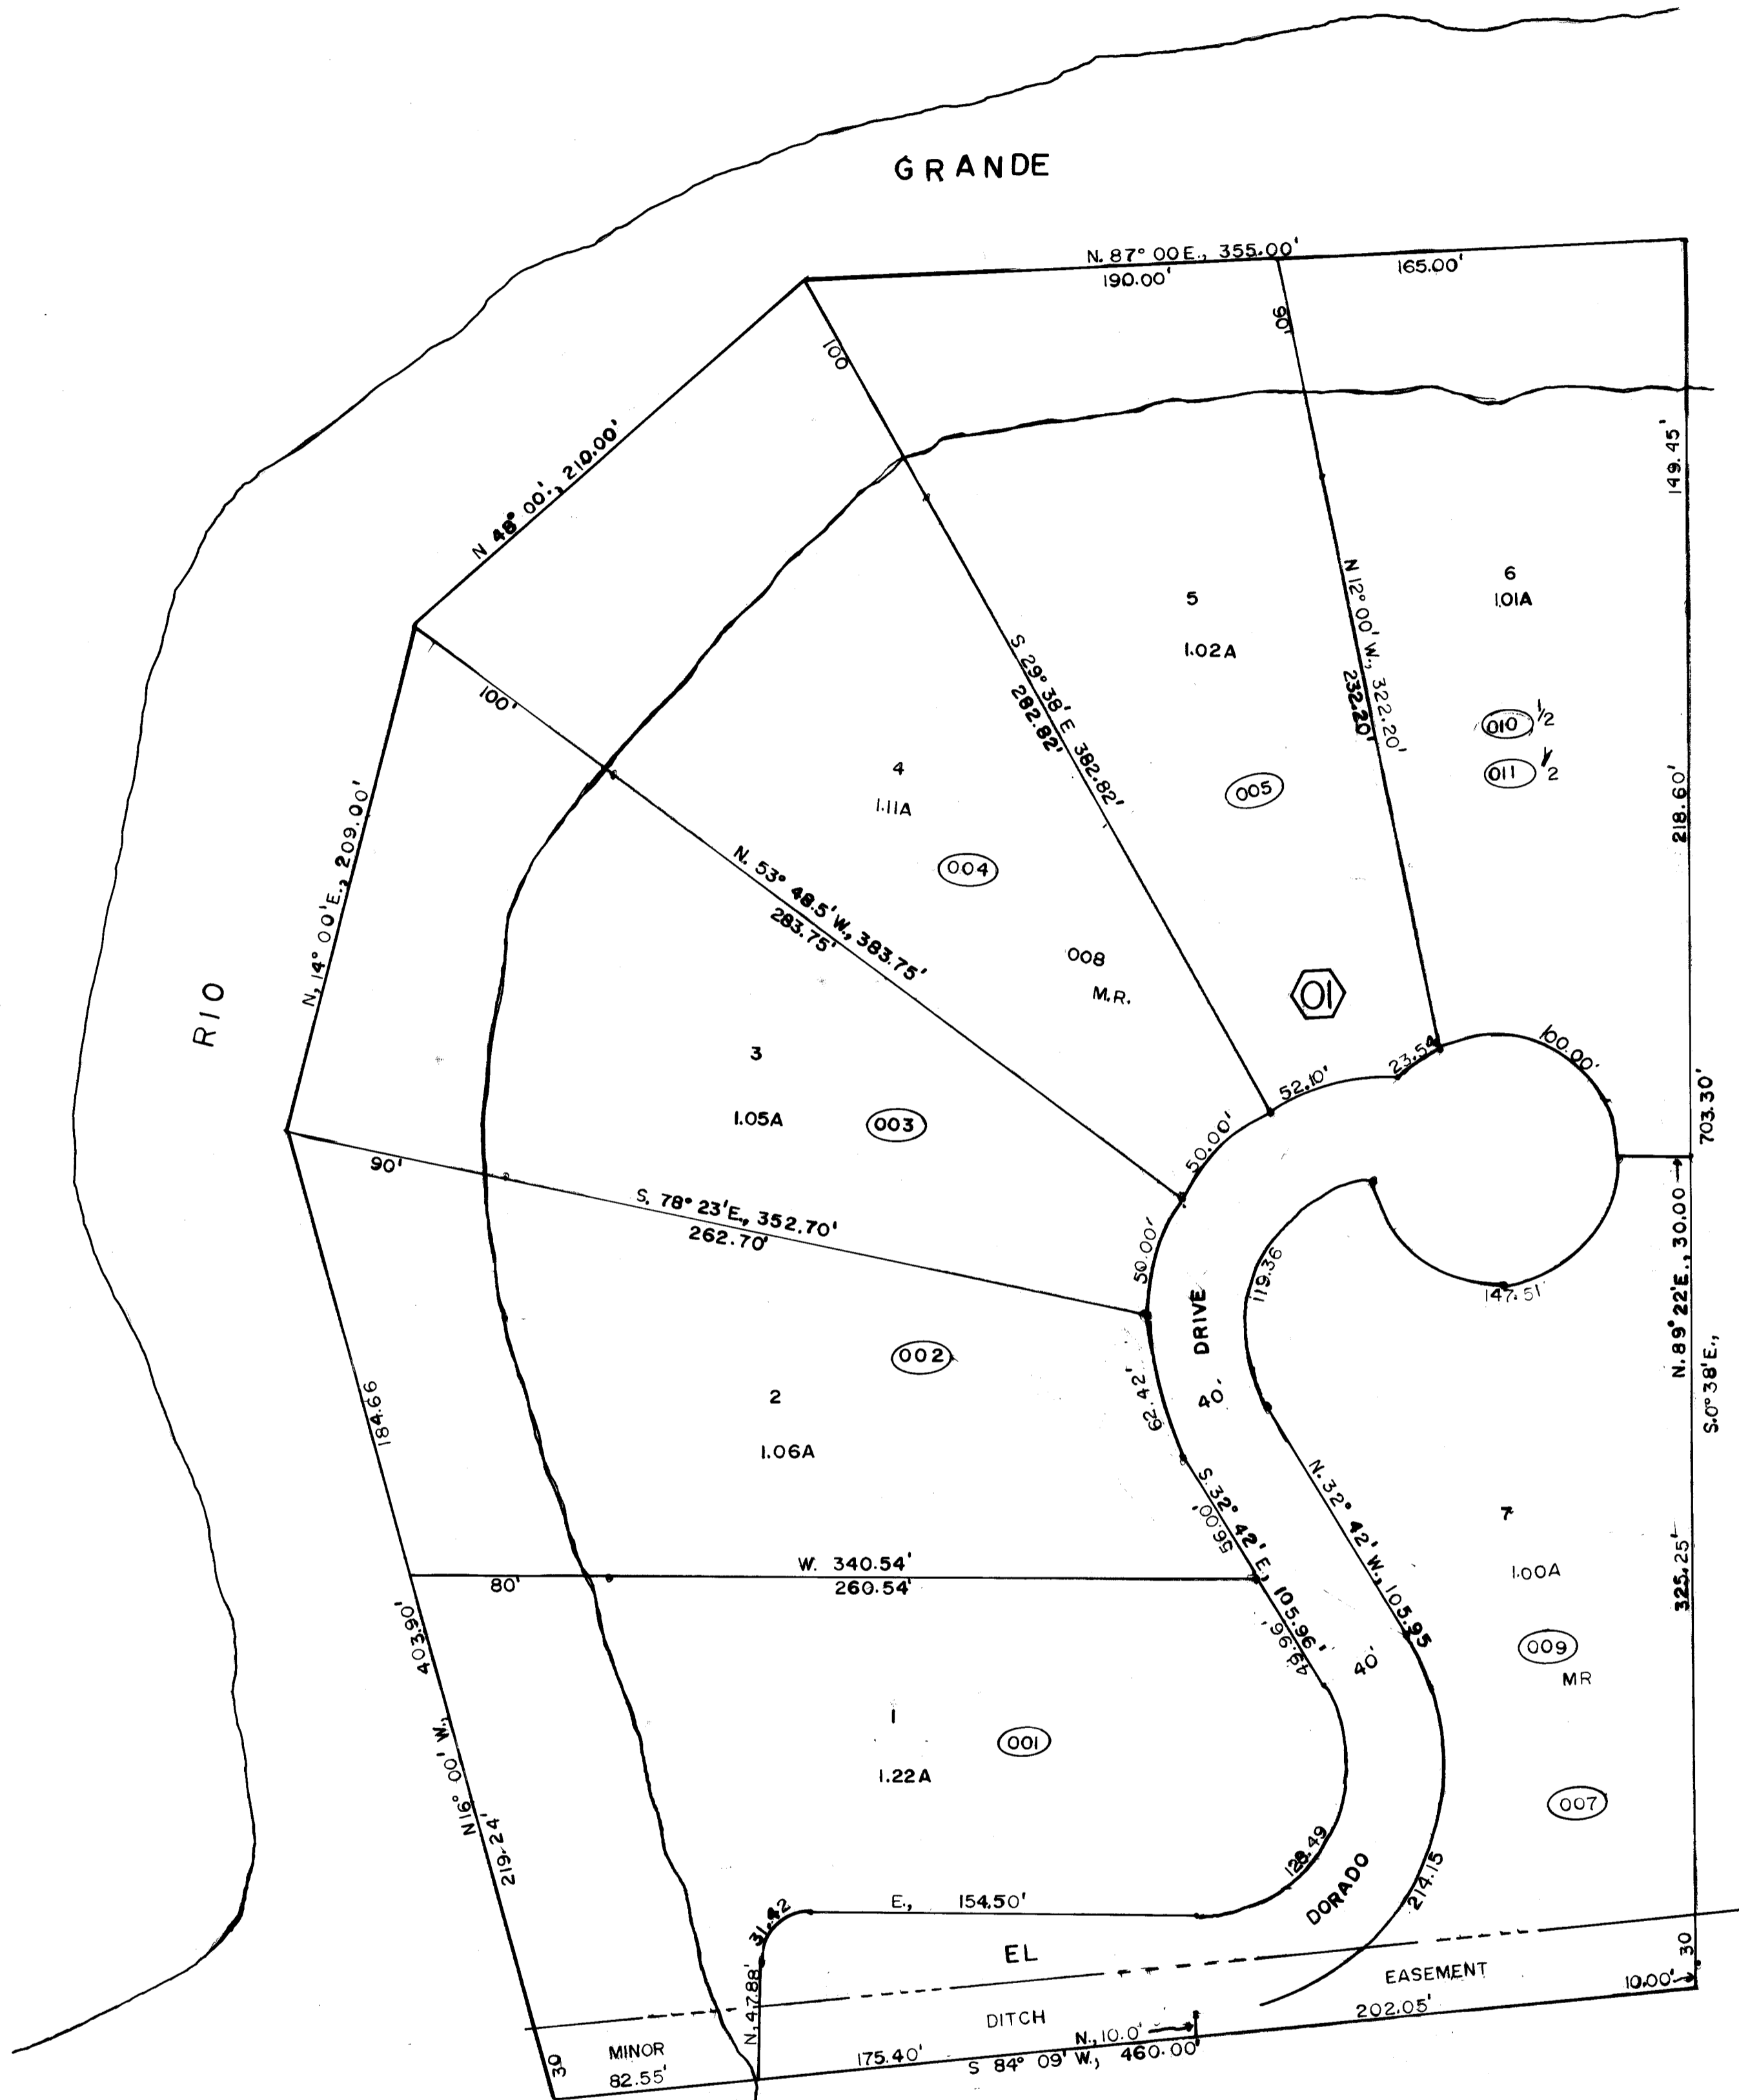 GRANDE
N. 87° 00 E., 355.00'
190.00'
165.00'
100
90'
N 48° 00'., 210.00'
149.45'
5
1.02A
6
1.01A
S 29° 38' E 382.82'
282.82'
N 12° 00' W., 322.20'
232.20'
010 1/2
011 1/2
100'
4
1.11A
005
218.60'
004
N. 53° 48.5' W., 383.75'
283.75'
N, 14° 00' E., 209.00'
008
M.R.
01
RIO
3
1.05A
003
100.00'
23.54
52.10'
50.00'
703.30'
90'
S. 78° 23' E., 352.70'
262.70'
50.00'
119.36
147.51'
N. 89° 22' E., 30.00
S. 0° 38' E.,
DRIVE
40'
002
2
1.06A
62.42'
184.66
S. 32° 42' E., 105.96'
56.00'
49.96'
N. 32° 42' W., 105.95
7
1.00A
325.25'
W. 340.54'
80'
260.54'
403.90'
40'
009
MR
N 16° 00' W.,
219.24'
1
001
1.22A
007
128.49
214.15
DORADO
E., 154.50'
31.42
EL
N, 47.88'
EASEMENT
30
10.00'
DITCH
202.05'
N., 10.0'
MINOR
175.40'
S 84° 09' W., 460.00'
30
82.55'